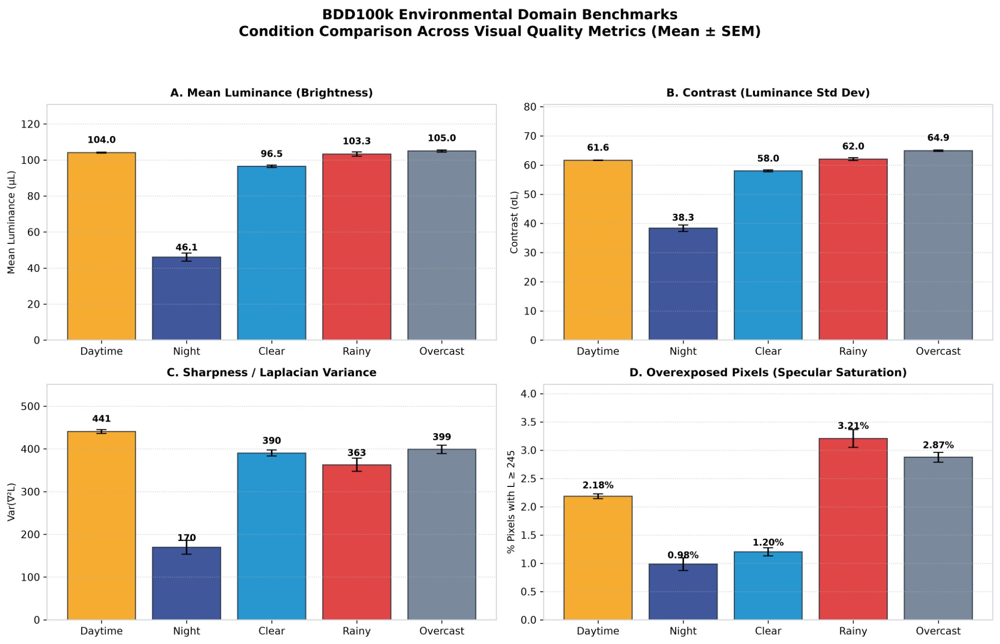 BDD100k Environmental Domain Benchmarks
Condition Comparison Across Visual Quality Metrics (Mean ± SEM)
A. Mean Luminance (Brightness)
Mean Luminance (μL)
120
100
80
60
40
20
0
104.0
46.1
96.5
103.3
105.0
Daytime
Night
Clear
Rainy
Overcast
B. Contrast (Luminance Std Dev)
Contrast (σL)
80
70
60
50
40
30
20
10
0
61.6
38.3
58.0
62.0
64.9
Daytime
Night
Clear
Rainy
Overcast
C. Sharpness / Laplacian Variance
Var(∇²L)
500
400
300
200
100
0
441
170
390
363
399
Daytime
Night
Clear
Rainy
Overcast
D. Overexposed Pixels (Specular Saturation)
% Pixels with L ≥ 245
4.0
3.5
3.0
2.5
2.0
1.5
1.0
0.5
0.0
2.18%
0.98%
1.20%
3.21%
2.87%
Daytime
Night
Clear
Rainy
Overcast